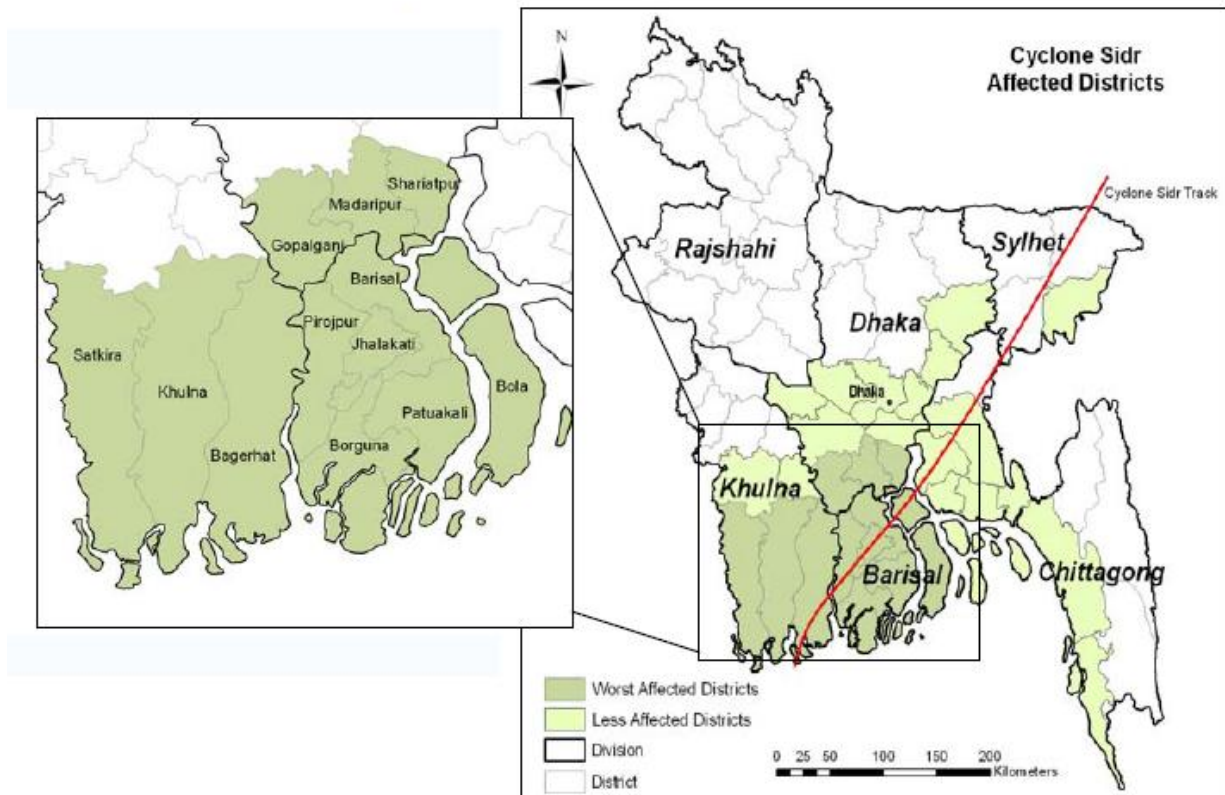 N
Cyclone Sidr
Affected Districts
Cyclone Sidr Track
Rajshahi
Sylhet
Dhaka
Dhaka
Khulna
Barisal
Chittagong
Shariatpu
Madaripur
Gopalganj
Barisal
Pirojpur
Jhalakati
Satkira
Khulna
Bola
Patuakali
Borguna
Bagerhat
Worst Affected Districts
Less Affected Districts
Division
District
0 25 50 100 150 200
Kilometers